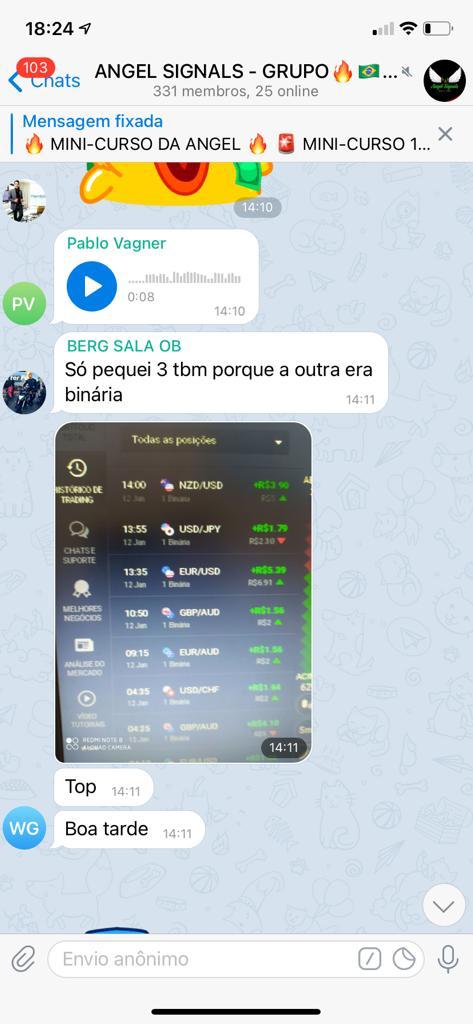 18:24
103
Chats
ANGEL SIGNALS - GRUPO🔥🇧🇷...
331 membros, 25 online
Mensagem fixada
🔥 MINI-CURSO DA ANGEL 🔥 🚨 MINI-CURSO 1...
14:10
Pablo Vagner
PV
0:08
14:10
BERG SALA OB
Só pequei 3 tbm porque a outra era
binária
14:11
Todas as posições
HISTÓRICO DE
TRADING
14:00 NZD/USD +R$3.90
12 Jan 1 Binária
13:55 USD/JPY +R$1.79
12 Jan 1 Binária R$2.30
CHATS E
SUPORTE
13:35 EUR/USD +R$5.39
12 Jan 1 Binária R$6.91
MELHORES
NEGÓCIOS
10:50 GBP/AUD +R$1.56
12 Jan 1 Binária R$2
09:15 EUR/AUD +R$1.56
12 Jan 1 Binária R$2
ANÁLISE DO
MERCADO
04:35 USD/CHF
12 Jan 1 Binária
VÍDEO
TUTORIAIS
04:25 GBP/AUD
REDMI NOTE 8
AI QUAD CAMERA
14:11
Top 14:11
WG
Boa tarde 14:11
Envio anônimo